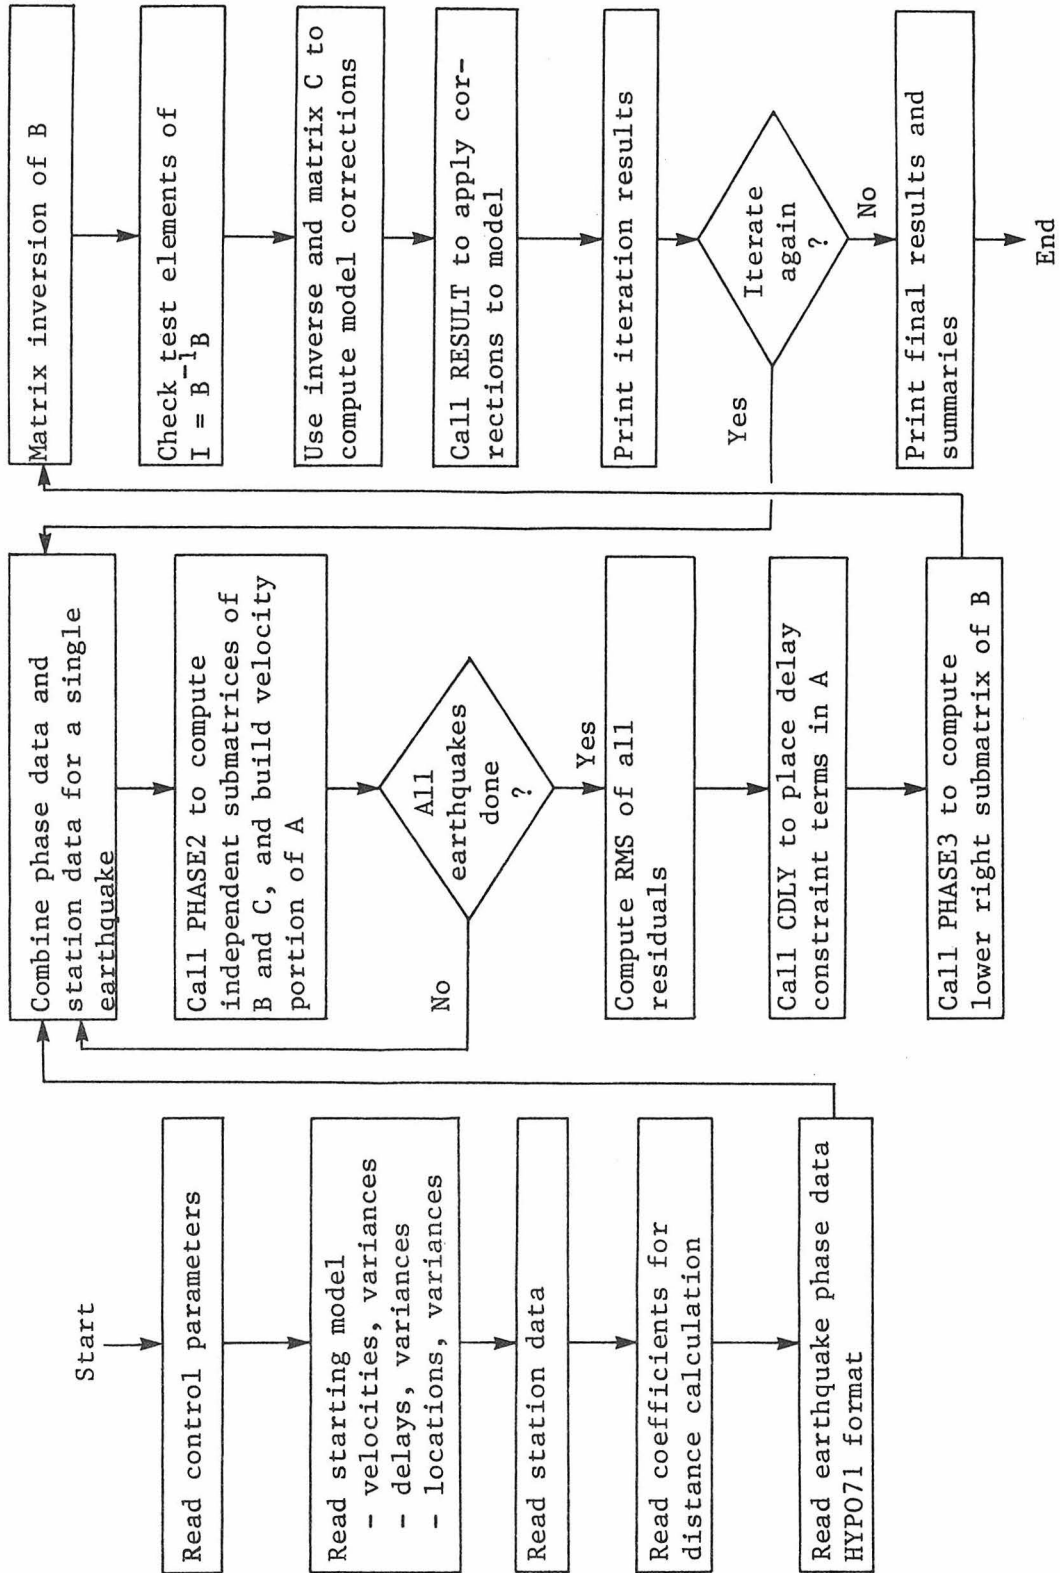 Start
Read control parameters
Read starting model
- velocities, variances
- delays, variances
- locations, variances
Read station data
Read coefficients for
distance calculation
Read earthquake phase data
HYPO71 format
Combine phase data and
station data for a single
earthquake
Call PHASE2 to compute
independent submatrices of
B and C, and build velocity
portion of A
All
earthquakes
done
?
No
Yes
Compute RMS of all
residuals
Call CDLY to place delay
constraint terms in A
Call PHASE3 to compute
lower right submatrix of B
Matrix inversion of B
Check test elements of
I = B⁻¹B
Use inverse and matrix C to
compute model corrections
Call RESULT to apply cor-
rections to model
Print iteration results
Iterate
again
?
Yes
No
Print final results and
summaries
End